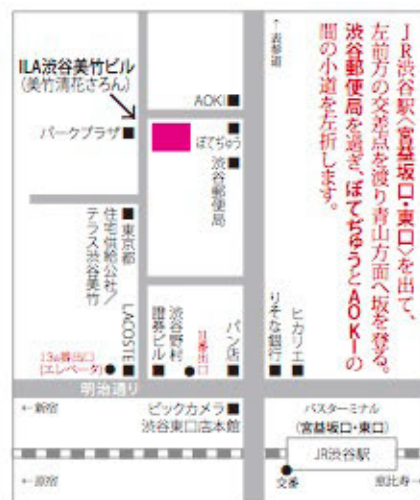 JR渋谷駅〈宮益坂口・東口〉を出て、
左前方の交差点を渡り青山方面へ坂を登る。
渋谷郵便局を過ぎ、ぼてぢゅうとAOKIの
間の小道を左折します。
↑表参道
ILA渋谷美竹ビル
(美竹清花さろん)
AOKI■
パークプラザ■
■ぼてぢゅう
■渋谷郵便局
■東京都
住宅供給公社/
テラス渋谷美竹
LACOSTE■
渋谷野村
證券ビル■
11番出口
パン店■
りそな銀行■
ヒカリエ■
13a番出口
(エレベータ)
明治通り
←新宿
ビックカメラ■
渋谷東口店本館
バスターミナル
(宮益坂口・東口)
JR渋谷駅
交番
←原宿
恵比寿→